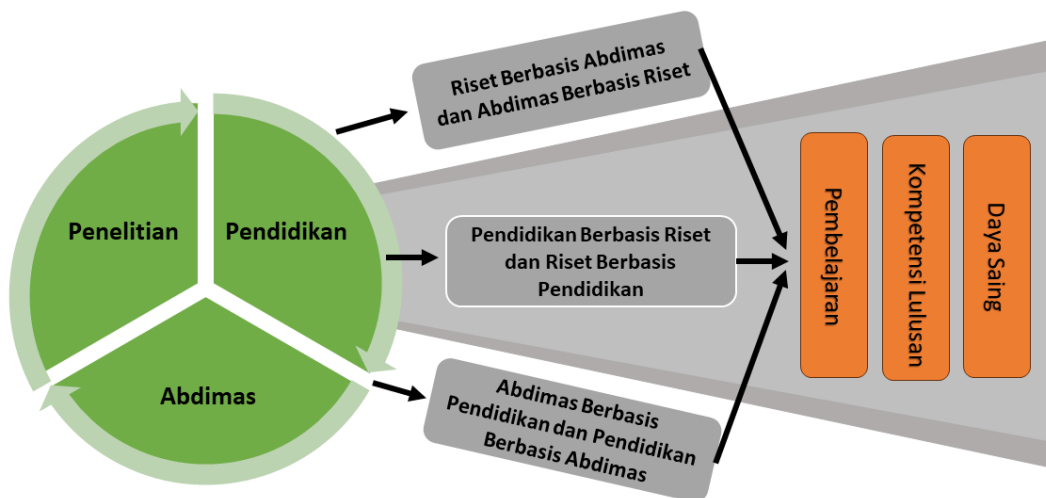 Penelitian
Pendidikan
Abdimas
Riset Berbasis Abdimas
dan Abdimas Berbasis Riset
Pendidikan Berbasis Riset
dan Riset Berbasis
Pendidikan
Abdimas Berbasis
Pendidikan dan Pendidikan
Berbasis Abdimas
Pembelajaran
Kompetensi Lulusan
Daya Saing